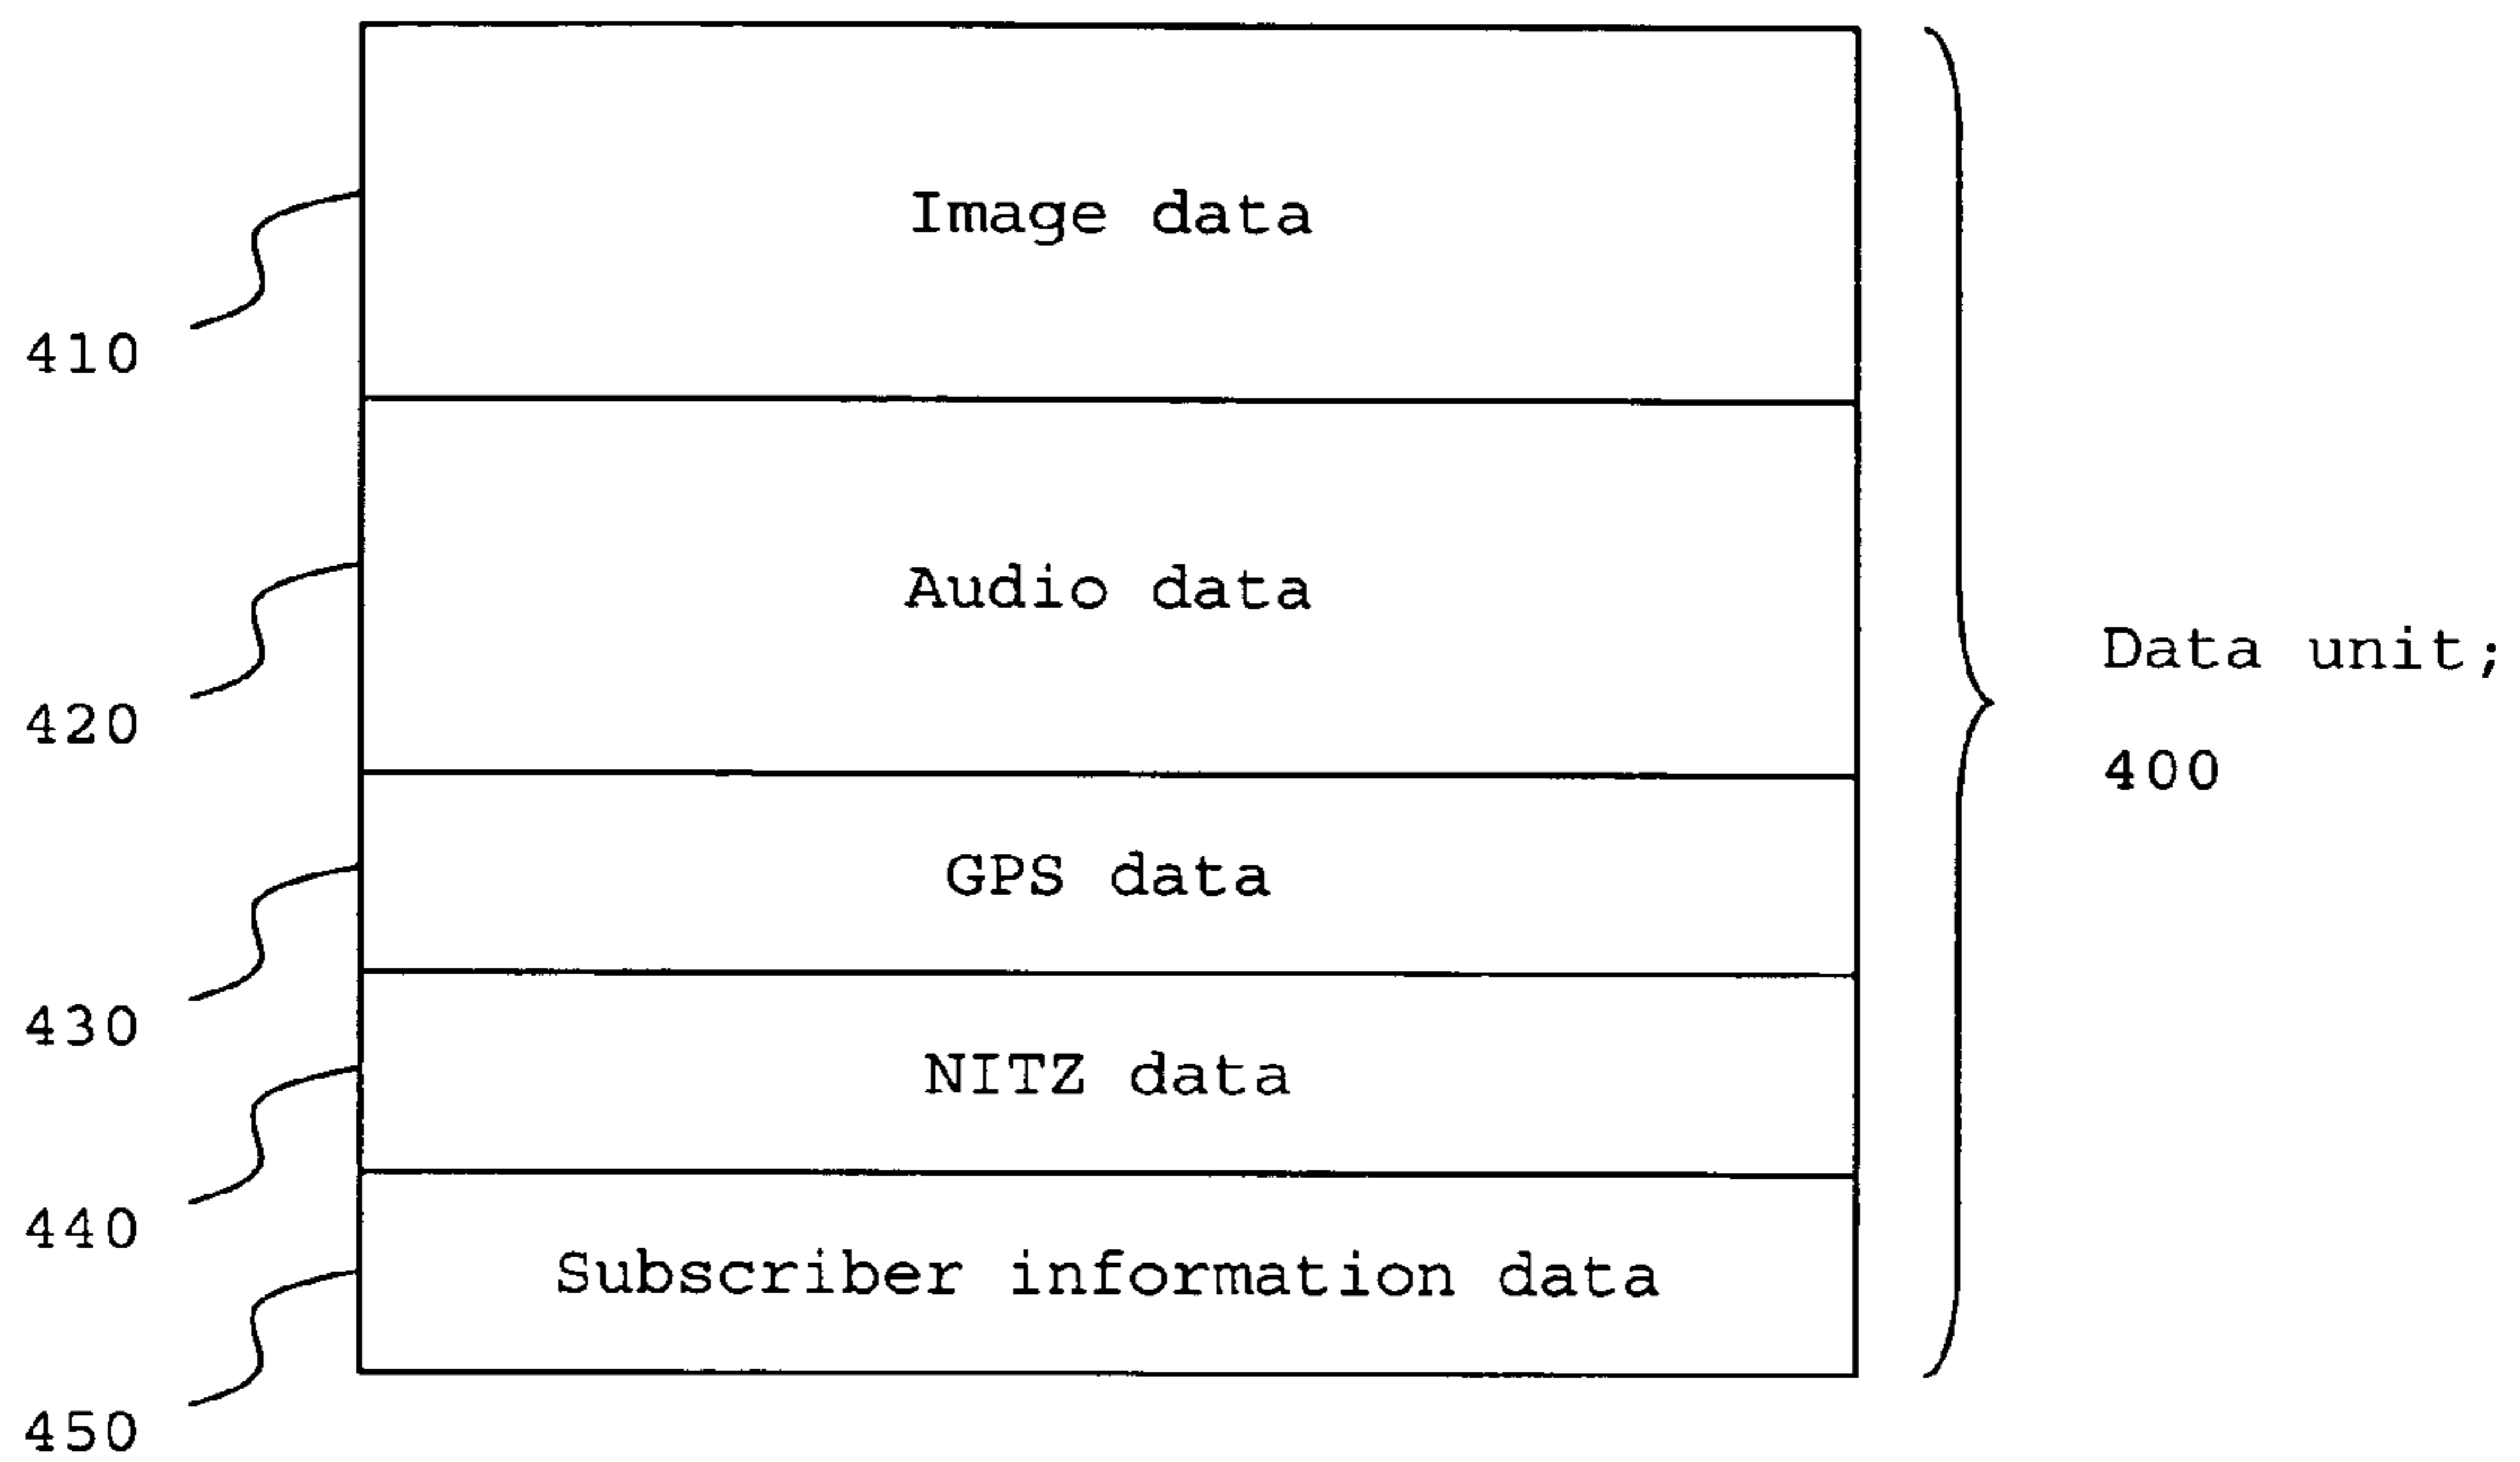 Image data
410
Audio data
420
Data unit;
400
GPS data
430
NITZ data
440
Subscriber information data
450